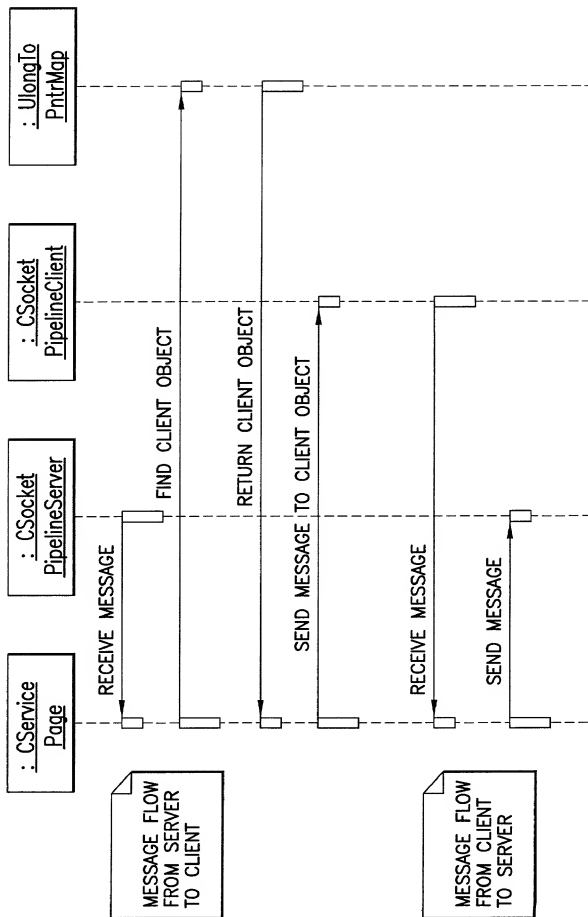 : CService
Page
: CSocket
PipelineServer
: CSocket
PipelineClient
: UlongTo
PntrMap
MESSAGE FLOW
FROM SERVER
TO CLIENT
RECEIVE MESSAGE
FIND CLIENT OBJECT
RETURN CLIENT OBJECT
SEND MESSAGE TO CLIENT OBJECT
MESSAGE FLOW
FROM CLIENT
TO SERVER
RECEIVE MESSAGE
SEND MESSAGE